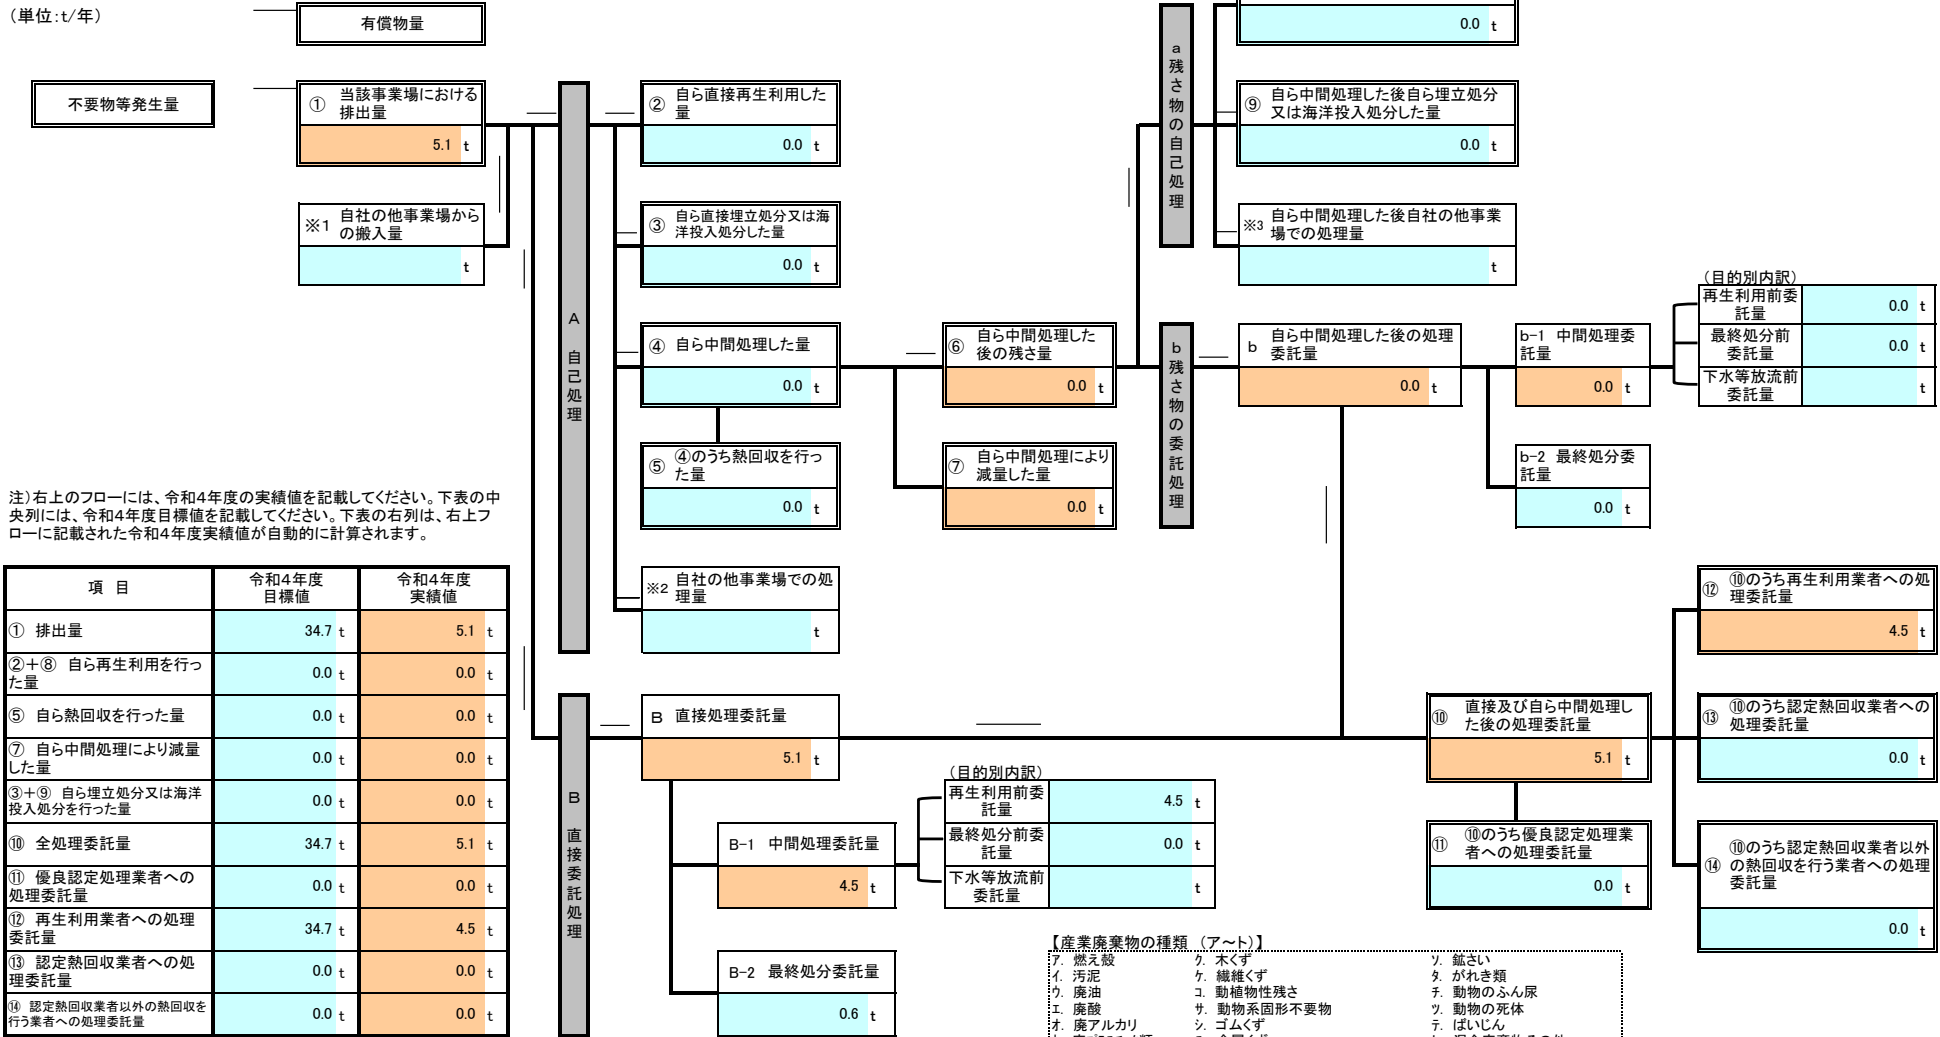 (単位:t/年)
有償物量
0.0 t
不要物等発生量
① 当該事業場における
排出量
5.1 t
※1 自社の他事業場から
の搬入量
t
A 自己処理
② 自ら直接再生利用した
量
0.0 t
③ 自ら直接埋立処分又は海
洋投入処分した量
0.0 t
④ 自ら中間処理した量
0.0 t
⑤ ④のうち熱回収を行っ
た量
0.0 t
※2 自社の他事業場での処
理量
t
⑥ 自ら中間処理した
後の残さ量
0.0 t
⑦ 自ら中間処理により
減量した量
0.0 t
a 残さ物の自己処理
⑨ 自ら中間処理した後自ら埋立処分
又は海洋投入処分した量
0.0 t
※3 自ら中間処理した後自社の他事業
場での処理量
t
b 残さ物の委託処理
b 自ら中間処理した後の処理
委託量
0.0 t
b-1 中間処理委
託量
0.0 t
b-2 最終処分委
託量
0.0 t
(目的別内訳)
再生利用前委
託量
0.0 t
最終処分前
委託量
0.0 t
下水等放流前
委託量
t
注)右上のフローには、令和4年度の実績値を記載してください。下表の中
央列には、令和4年度目標値を記載してください。下表の右列は、右上フ
ローに記載された令和4年度実績値が自動的に計算されます。
項 目 令和4年度 目標値 令和4年度 実績値
① 排出量 34.7 t 5.1 t
②+⑧ 自ら再生利用を行っ
た量 0.0 t 0.0 t
⑤ 自ら熱回収を行った量 0.0 t 0.0 t
⑦ 自ら中間処理により減量
した量 0.0 t 0.0 t
③+⑨ 自ら埋立処分又は海洋
投入処分を行った量 0.0 t 0.0 t
⑩ 全処理委託量 34.7 t 5.1 t
⑪ 優良認定処理業者への
処理委託量 0.0 t 0.0 t
⑫ 再生利用業者への処理
委託量 34.7 t 4.5 t
⑬ 認定熱回収業者への処
理委託量 0.0 t 0.0 t
⑭ 認定熱回収業者以外の熱回収を
行う業者への処理委託量 0.0 t 0.0 t
B 直接委託処理
B 直接処理委託量
5.1 t
B-1 中間処理委託量
4.5 t
B-2 最終処分委託量
0.6 t
(目的別内訳)
再生利用前委
託量
4.5 t
最終処分前委
託量
0.0 t
下水等放流前
委託量
t
⑩ 直接及び自ら中間処理し
た後の処理委託量
5.1 t
⑪ ⑩のうち優良認定処理業
者への処理委託量
0.0 t
⑫ ⑩のうち再生利用業者への処
理委託量
4.5 t
⑬ ⑩のうち認定熱回収業者への
処理委託量
0.0 t
⑭ ⑩のうち認定熱回収業者以外
の熱回収を行う業者への処理
委託量
0.0 t
【産業廃棄物の種類 (ア~ト)】
ア. 燃え殻 ク. 木くず ソ. 鉱さい
イ. 汚泥 ケ. 繊維くず タ. がれき類
ウ. 廃油 コ. 動植物性残さ チ. 動物のふん尿
エ. 廃酸 サ. 動物系固形不要物 ツ. 動物の死体
オ. 廃アルカリ シ. ゴムくず テ. ばいじん